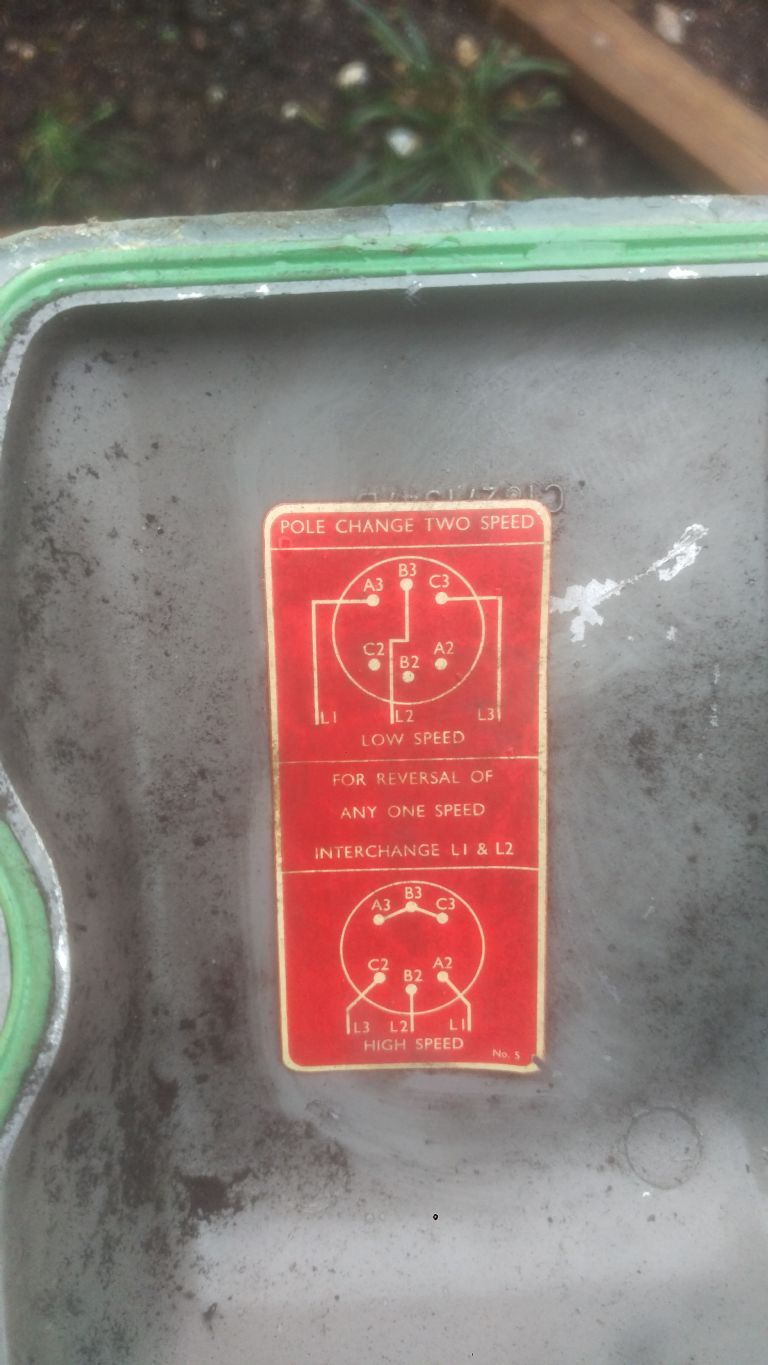 POLE CHANGE TWO SPEED
A3 B3 C3
C2 B2 A2
L1 L2 L3
LOW SPEED
FOR REVERSAL OF
ANY ONE SPEED
INTERCHANGE L1 & L2
A3 B3 C3
C2 B2 A2
L3 L2 L1
HIGH SPEED
No. 5